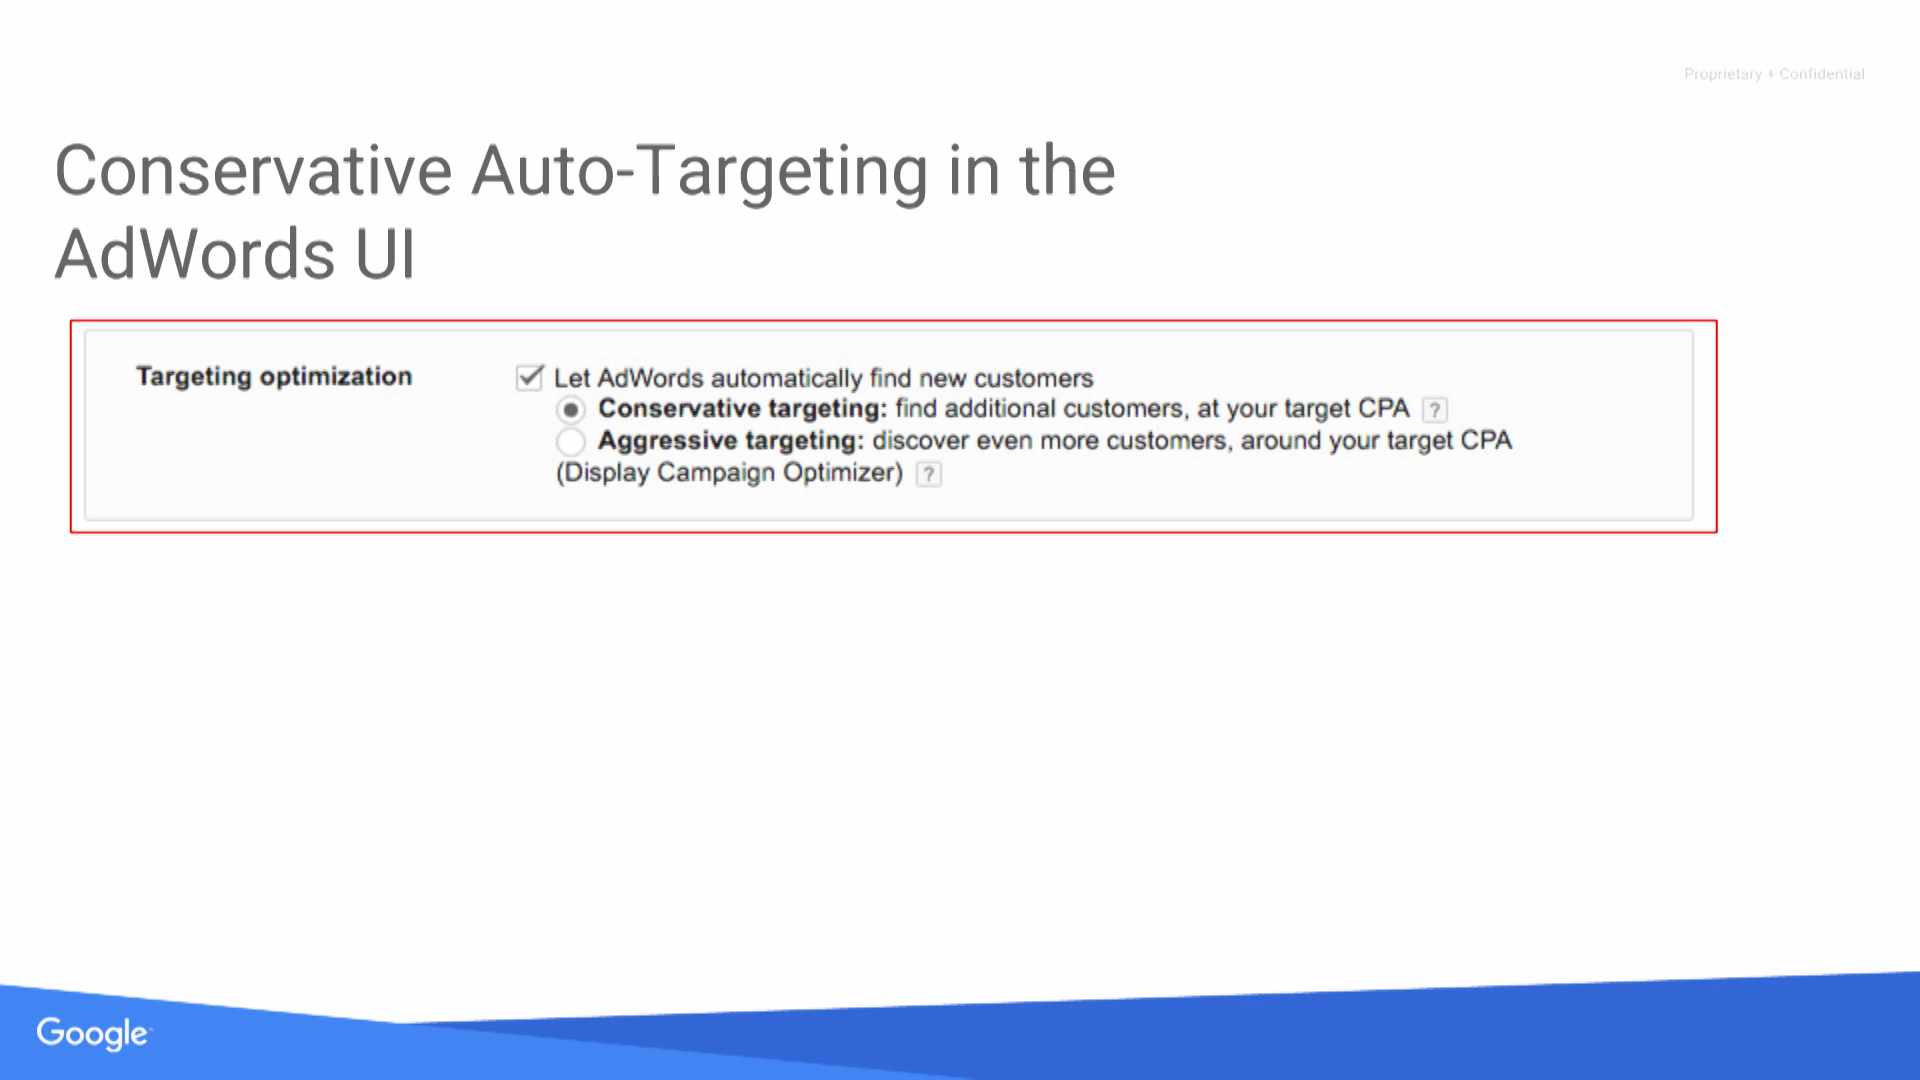 Proprietary + Confidential
Conservative Auto-Targeting in the
AdWords UI
Targeting optimization
Let AdWords automatically find new customers
Conservative targeting: find additional customers, at your target CPA ?
Aggressive targeting: discover even more customers, around your target CPA
(Display Campaign Optimizer) ?
Google